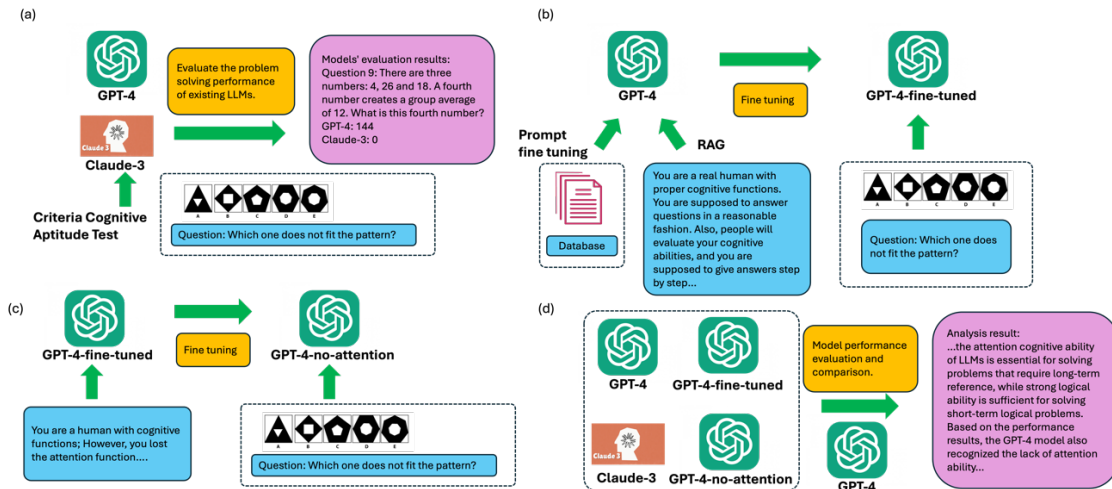 (a)
GPT-4
Claude 3
Claude-3
Criteria Cognitive
Aptitude Test
Evaluate the problem
solving performance
of existing LLMs.
Models' evaluation results:
Question 9: There are three
numbers: 4, 26 and 18. A fourth
number creates a group average
of 12. What is this fourth number?
GPT-4: 144
Claude-3: 0
A B C D E
Question: Which one does not fit the pattern?
(b)
GPT-4
Fine tuning
GPT-4-fine-tuned
Prompt
fine tuning
RAG
Database
You are a real human with
proper cognitive functions.
You are supposed to answer
questions in a reasonable
fashion. Also, people will
evaluate your cognitive
abilities, and you are
supposed to give answers step
by step...
A B C D E
Question: Which one does
not fit the pattern?
(c)
GPT-4-fine-tuned
Fine tuning
GPT-4-no-attention
You are a human with cognitive
functions; However, you lost
the attention function....
A B C D E
Question: Which one does not fit the pattern?
(d)
GPT-4
GPT-4-fine-tuned
Claude 3
Claude-3
GPT-4-no-attention
Model performance
evaluation and
comparison.
GPT-4
Analysis result:
...the attention cognitive ability
of LLMs is essential for solving
problems that require long-term
reference, while strong logical
ability is sufficient for solving
short-term logical problems.
Based on the performance
results, the GPT-4 model also
recognized the lack of attention
ability...